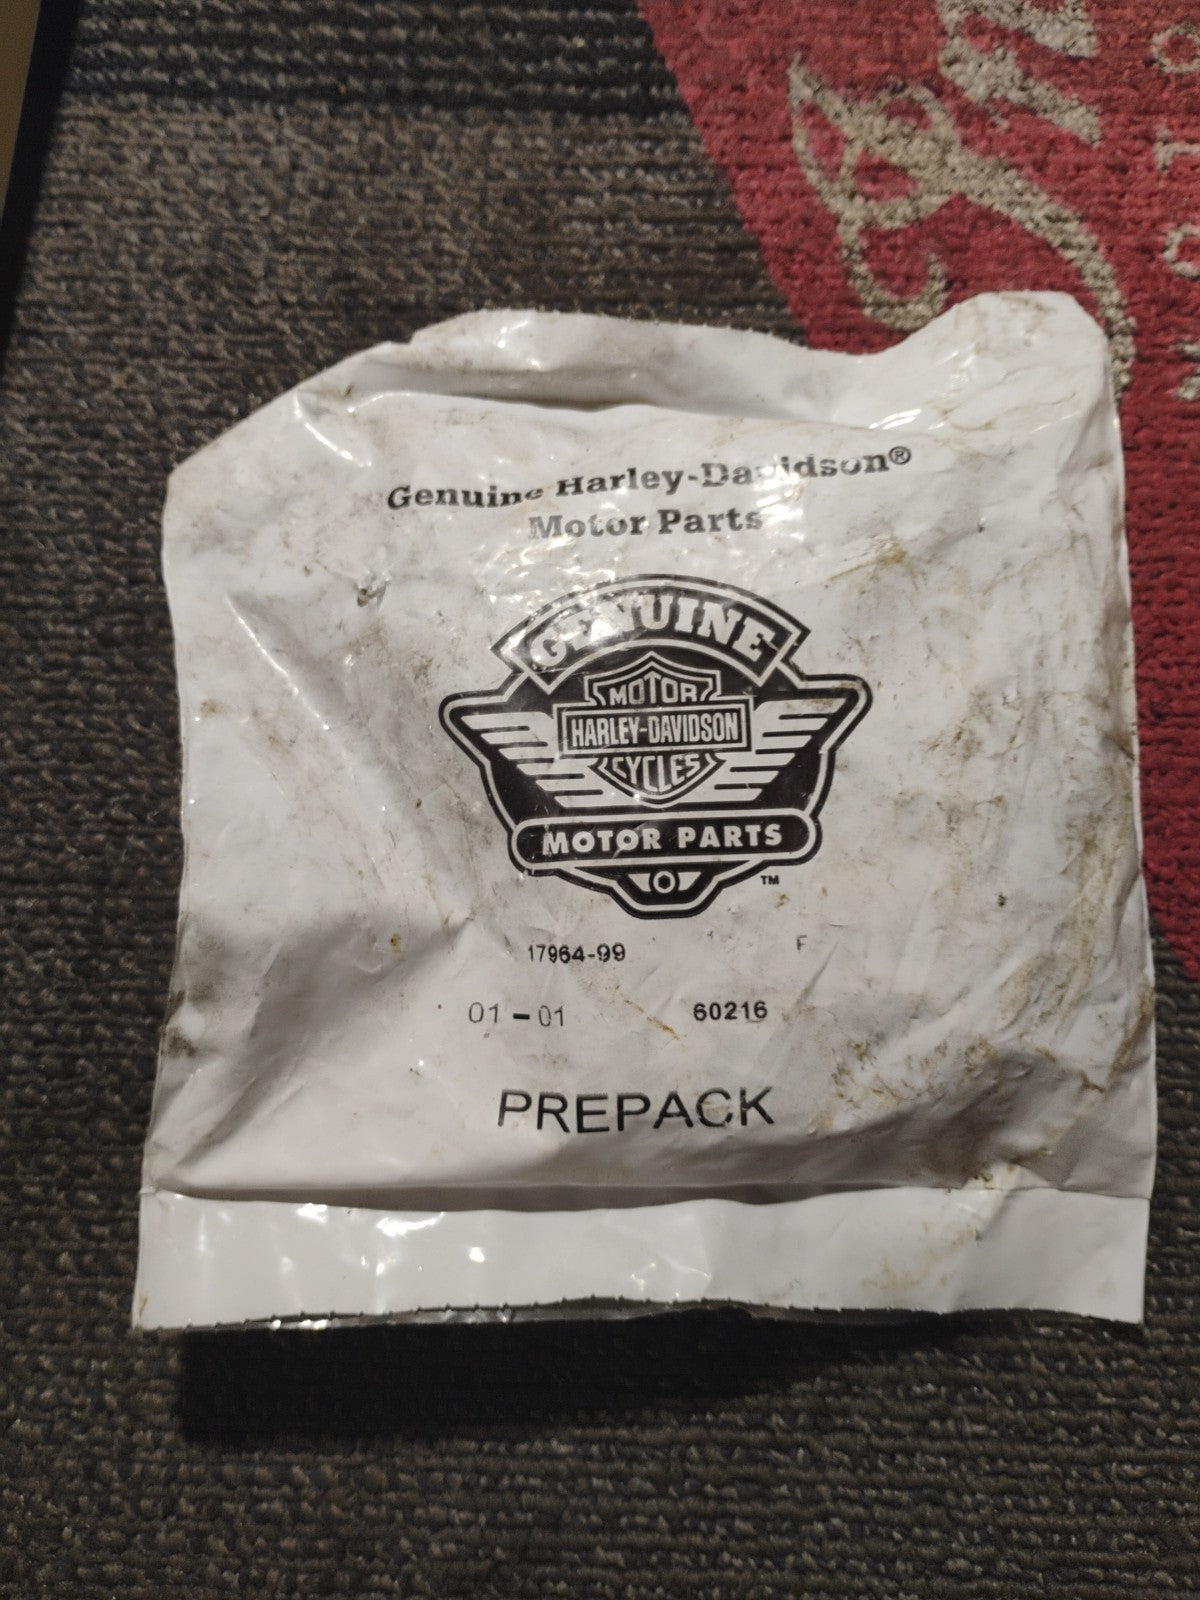 Genuine Harley-Davidson®
Motor Parts
GENUINE
MOTOR
HARLEY-DAVIDSON
CYCLES
MOTOR PARTS
™
17964-99 F
01-01 60216
PREPACK